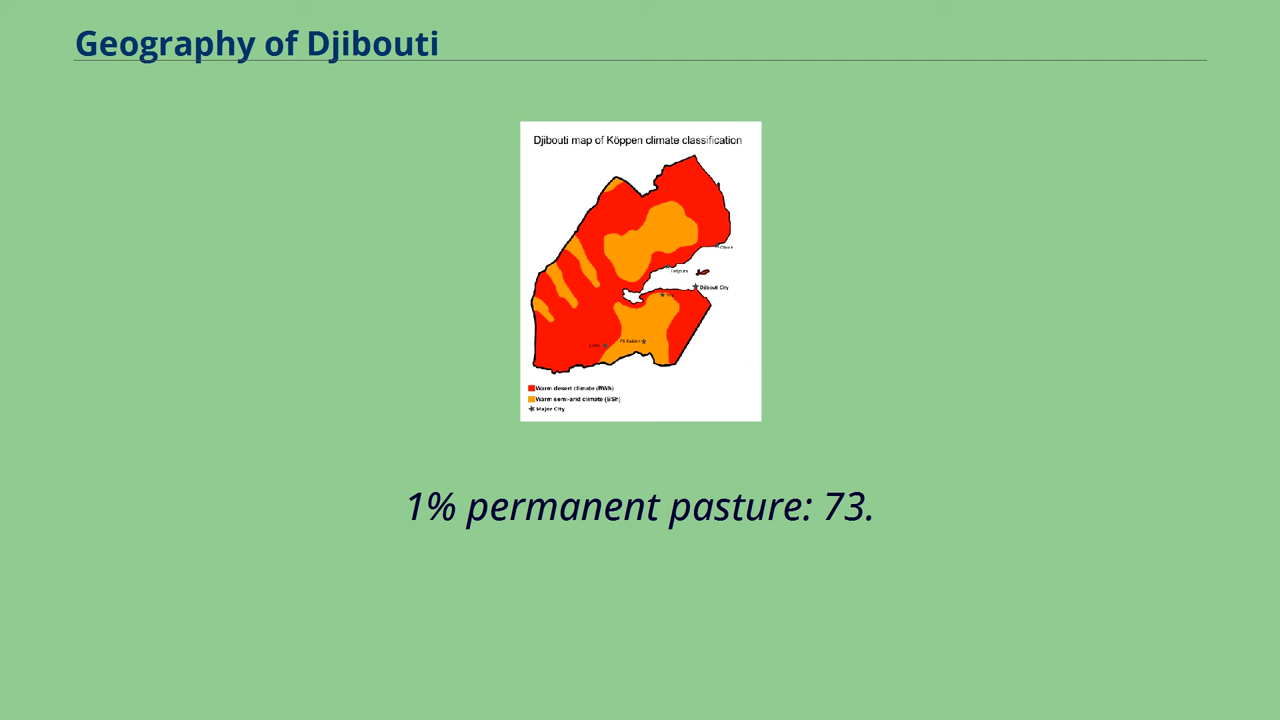 Geography of Djibouti
Djibouti map of Köppen climate classification
Djibouti City
Warm desert climate (BWh)
Warm semi-arid climate (BSh)
Major City
1% permanent pasture: 73.